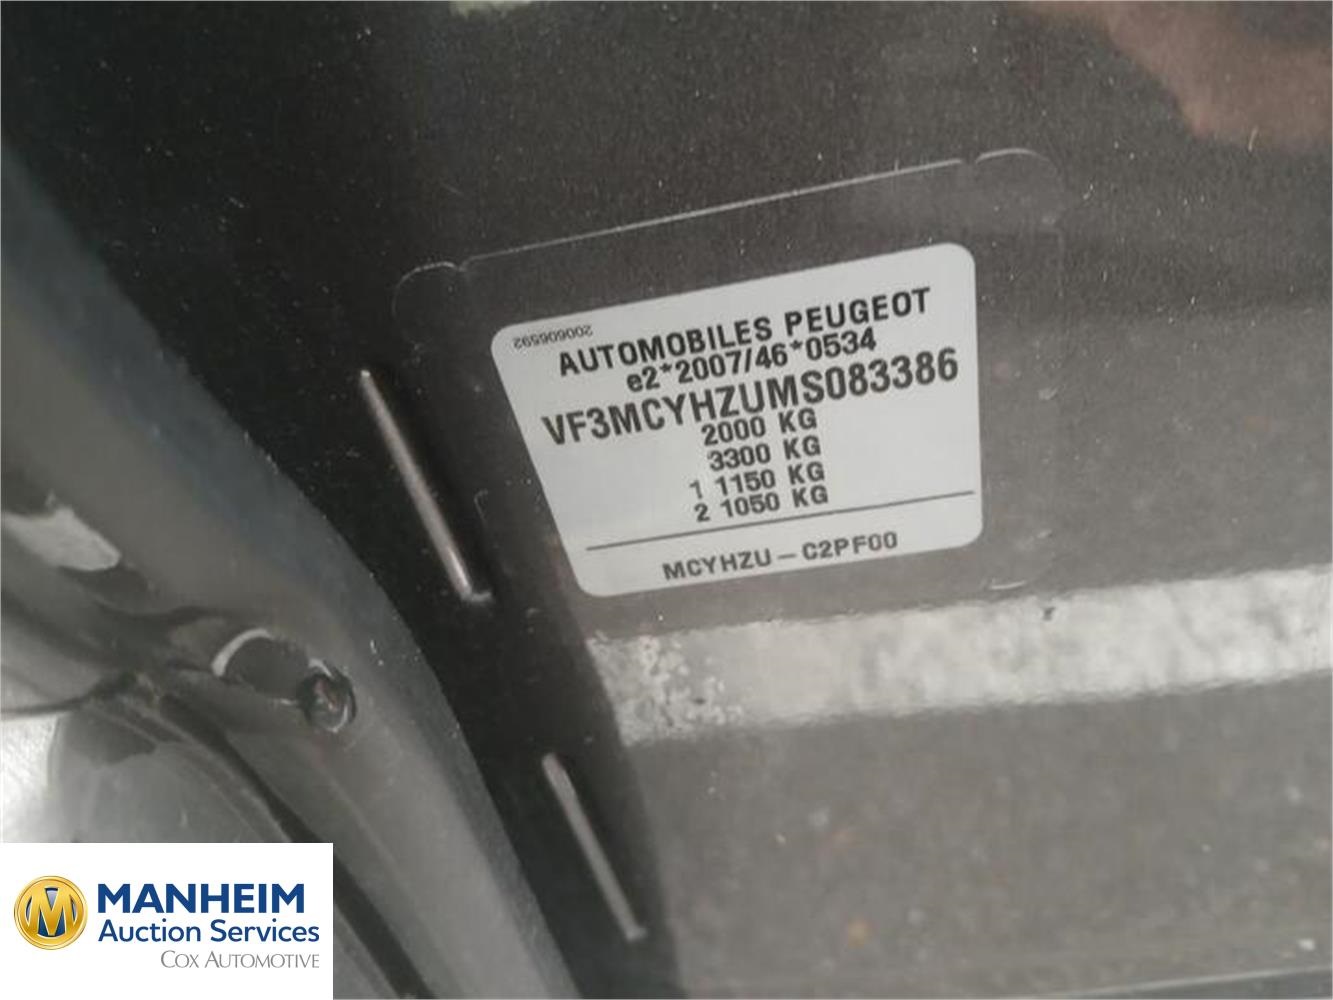 200606592
AUTOMOBILES PEUGEOT
e2*2007/46*0534
VF3MCYHZUMS083386
2000 KG
3300 KG
1 1150 KG
2 1050 KG
MCYHZU – C2PF00
MANHEIM
Auction Services
COX AUTOMOTIVE